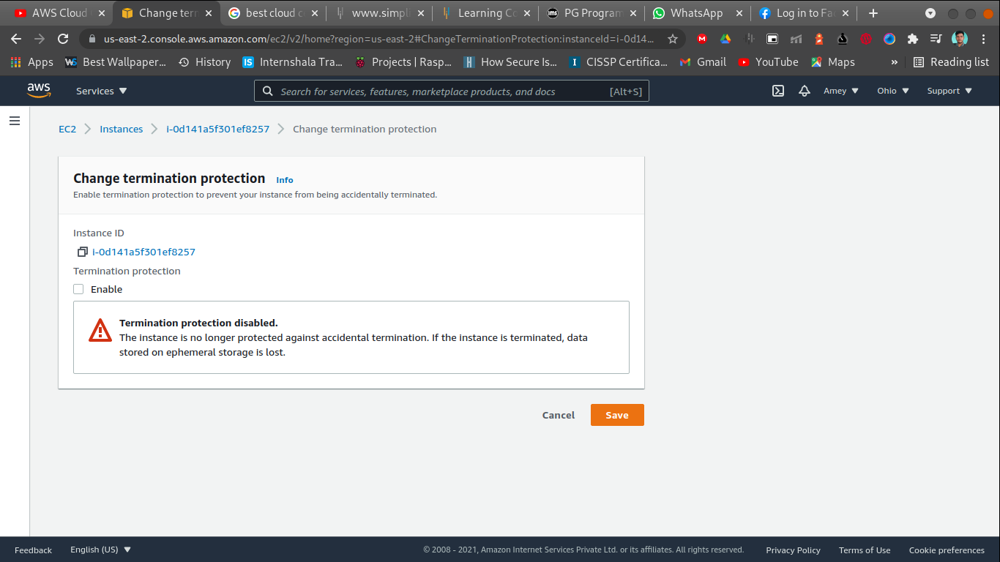 AWS Cloud
Change tern
best cloud c
www.simpl
Learning Co
PG Program
WhatsApp
Log in to Fa
us-east-2.console.aws.amazon.com/ec2/v2/home?region=us-east-2#ChangeTerminationProtection:instanceId=i-0d14...
Apps
Best Wallpaper...
History
IS
Internshala Tra...
Projects | Rasp...
H
How Secure Is...
CISSP Certifica...
Gmail
YouTube
Maps
»
Reading list
aws
Services
Search for services, features, marketplace products, and docs
[Alt+S]
Amey
Ohio
Support
EC2
Instances
i-0d141a5f301ef8257
Change termination protection
Change termination protection
Info
Enable termination protection to prevent your instance from being accidentally terminated.
Instance ID
i-0d141a5f301ef8257
Termination protection
Enable
Termination protection disabled.
The instance is no longer protected against accidental termination. If the instance is terminated, data
stored on ephemeral storage is lost.
Cancel
Save
Feedback
English (US)
© 2008 - 2021, Amazon Internet Services Private Ltd. or its affiliates. All rights reserved.
Privacy Policy
Terms of Use
Cookie preferences